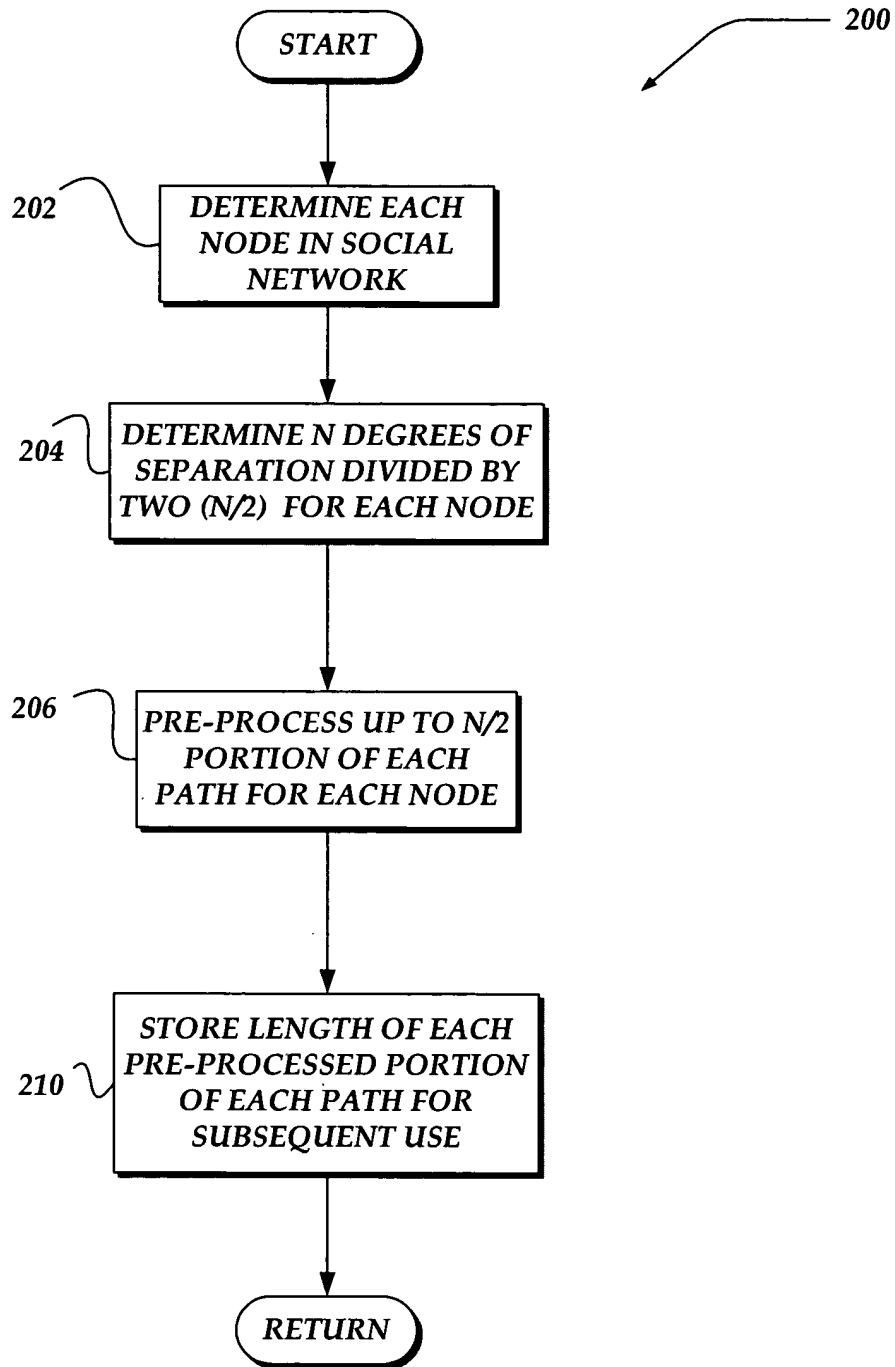 START
200
202
DETERMINE EACH
NODE IN SOCIAL
NETWORK
204
DETERMINE N DEGREES OF
SEPARATION DIVIDED BY
TWO (N/2) FOR EACH NODE
206
PRE-PROCESS UP TO N/2
PORTION OF EACH
PATH FOR EACH NODE
210
STORE LENGTH OF EACH
PRE-PROCESSED PORTION
OF EACH PATH FOR
SUBSEQUENT USE
RETURN